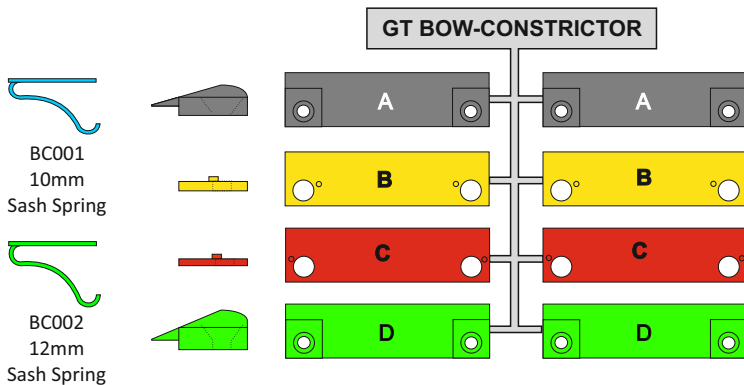 GT BOW-CONSTRICTOR
A A
BC001
10mm
Sash Spring
B B
C C
BC002
12mm
Sash Spring
D D